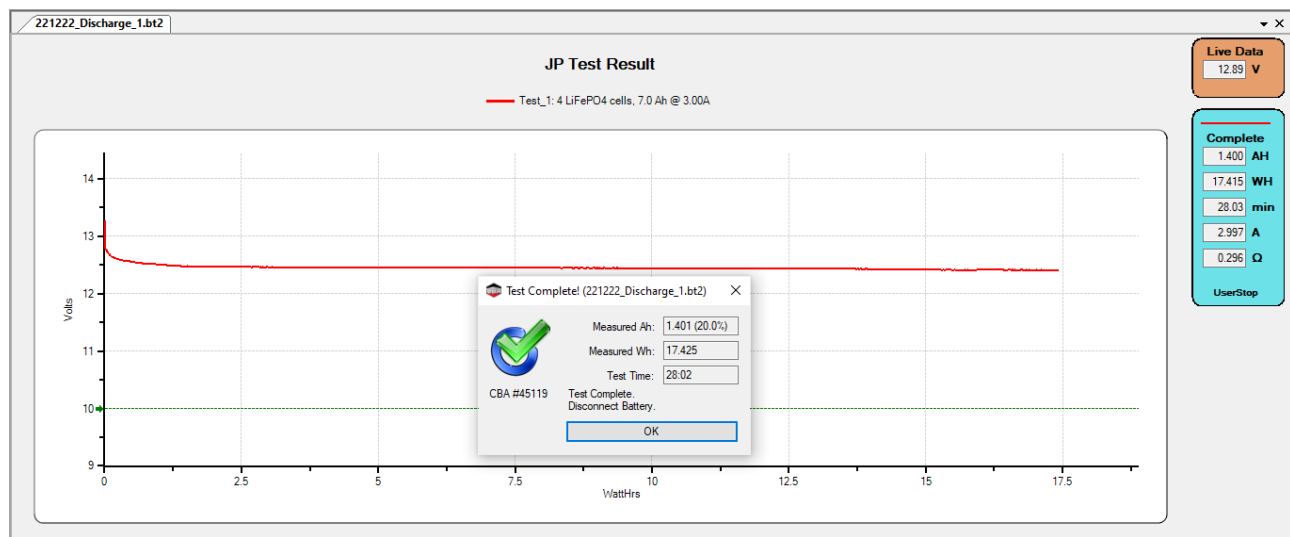 221222_Discharge_1.bt2
JP Test Result
Test_1: 4 LiFePO4 cells, 7.0 Ah @ 3.00A
Live Data
12.89 V
Complete
1.400 AH
17.415 WH
28.03 min
2.997 A
0.296 Ω
UserStop
Volts
14
13
12
11
10
9
0 2.5 5 7.5 10 12.5 15 17.5
WattHrs
Test Complete! (221222_Discharge_1.bt2)
Measured Ah: 1.401 (20.0%)
Measured Wh: 17.425
Test Time: 28:02
CBA #45119
Test Complete.
Disconnect Battery.
OK